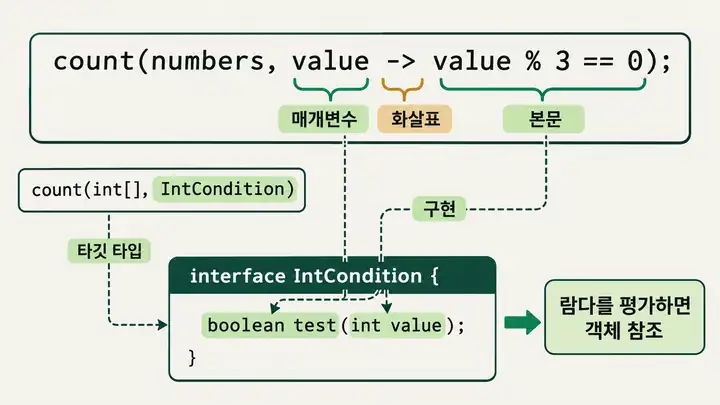 count(numbers, value -> value % 3 == 0);
매개변수
화살표
본문
count(int[], IntCondition)
구현
타깃 타입
interface IntCondition {
boolean test(int value);
}
람다를 평가하면
객체 참조